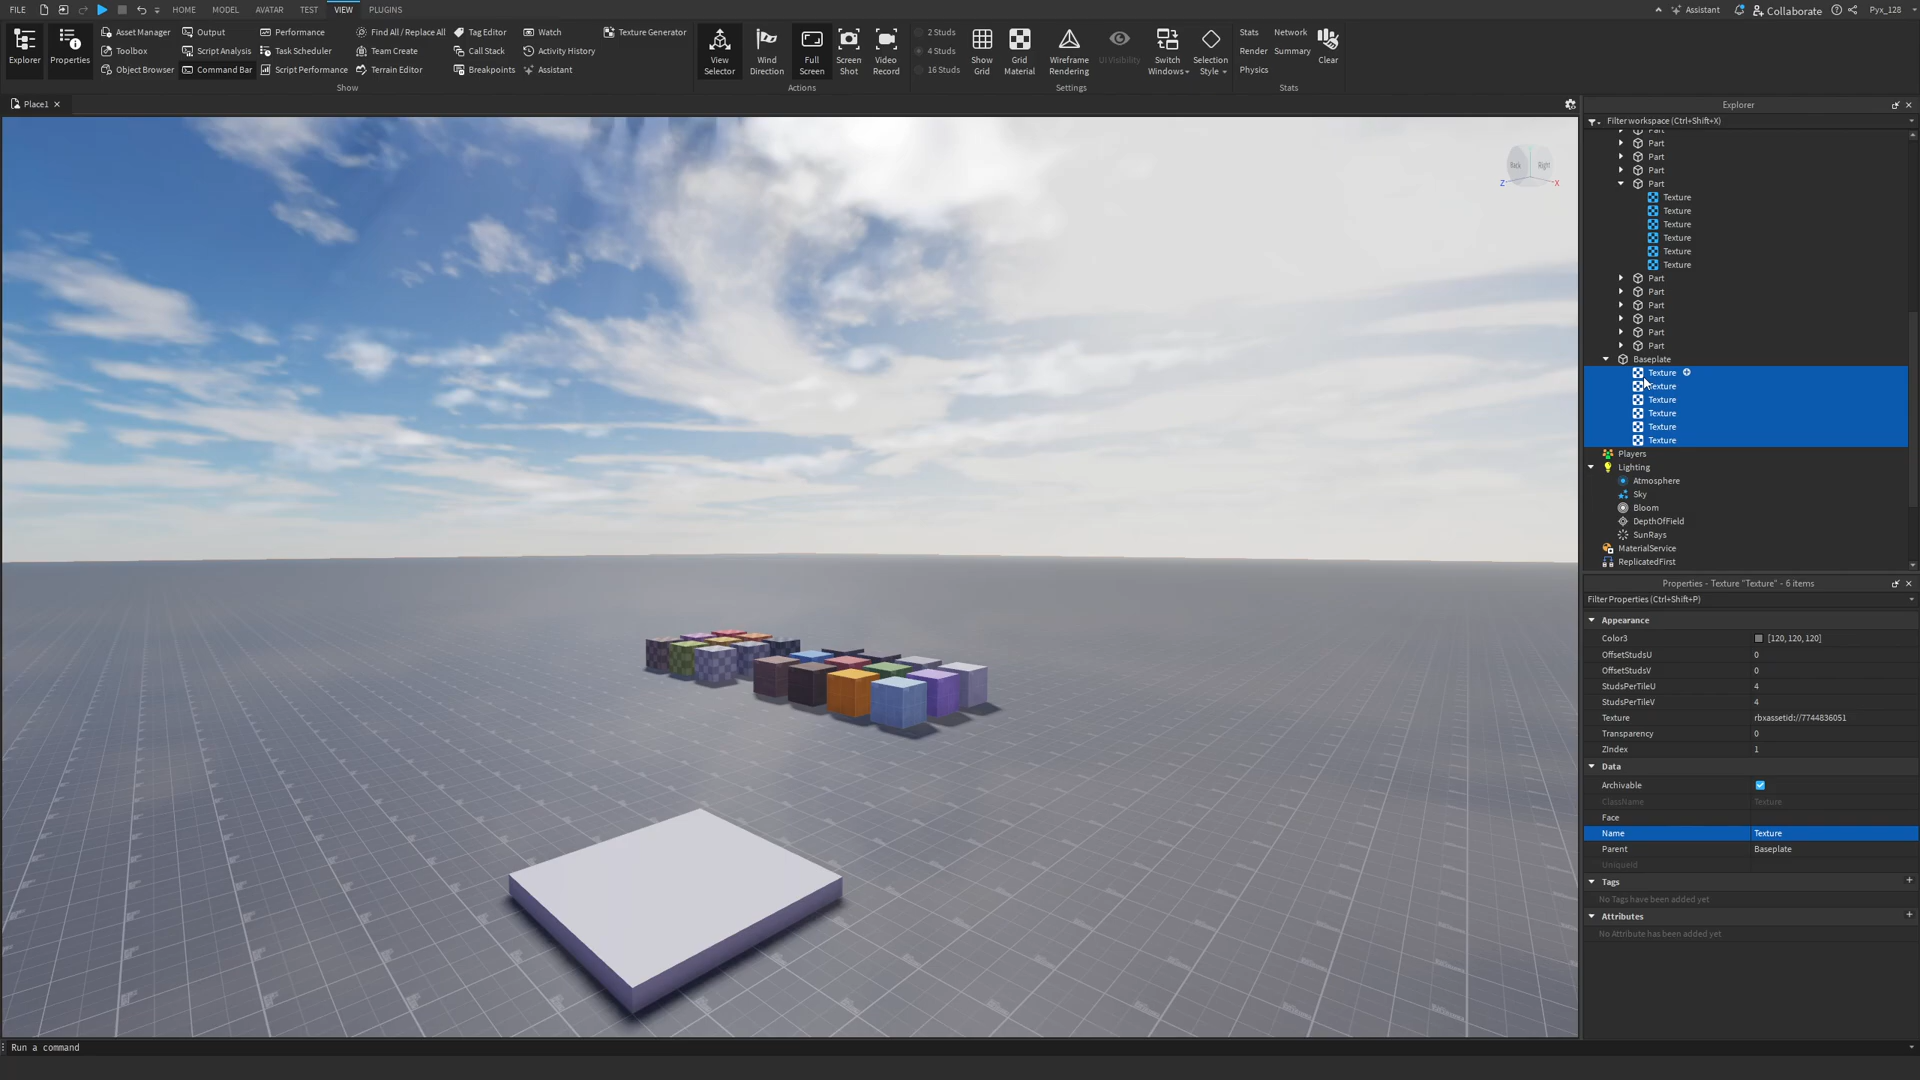 FILE HOME MODEL AVATAR TEST VIEW PLUGINS Assistant Collaborate Pyx_128
Explorer
Properties
Asset Manager
Toolbox
Object Browser
Output
Script Analysis
Command Bar
Performance
Task Scheduler
Script Performance
Find All / Replace All
Team Create
Terrain Editor
Tag Editor
Call Stack
Breakpoints
Watch
Activity History
Assistant
Texture Generator
Show
View Selector
Wind Direction
Full Screen
Screen Shot
Video Record
Actions
2 Studs
4 Studs
16 Studs
Show Grid
Grid Material
Wireframe Rendering
UI Visibility
Switch Windows
Selection Style
Settings
Stats
Render
Physics
Network
Summary
Clear
Stats
Place1
Back Right
Z X
Explorer
Filter workspace (Ctrl+Shift+X)
Part
Part
Part
Part
Part
Texture
Texture
Texture
Texture
Texture
Texture
Part
Part
Part
Part
Part
Part
Baseplate
Texture
Texture
Texture
Texture
Texture
Texture
Players
Lighting
Atmosphere
Sky
Bloom
DepthOfField
SunRays
MaterialService
ReplicatedFirst
Properties - Texture "Texture" - 6 items
Filter Properties (Ctrl+Shift+P)
Appearance
Color3 [120, 120, 120]
OffsetStudsU 0
OffsetStudsV 0
StudsPerTileU 4
StudsPerTileV 4
Texture rbxassetid://7744836051
Transparency 0
ZIndex 1
Data
Archivable
ClassName Texture
Face
Name Texture
Parent Baseplate
UniqueId
Tags
No Tags have been added yet
Attributes
No Attribute has been added yet
Run a command